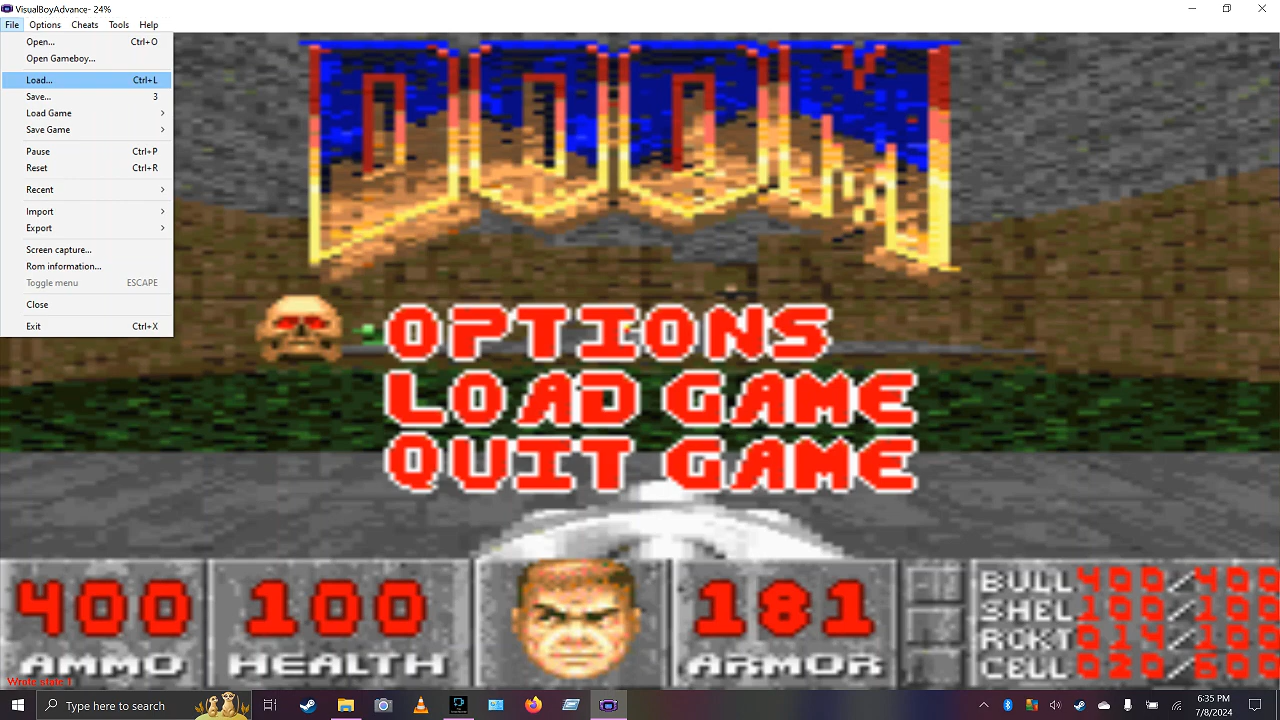 VisualBoyAdvance- 24%
File Options Cheats Tools Help
Open... Ctrl+O
Open Gameboy...
Load... Ctrl+L
Save... 3
Load Game
Save Game
Pause Ctrl+P
Reset Ctrl+R
Recent
Import
Export
Screen capture...
Rom information...
Toggle menu ESCAPE
Close
Exit Ctrl+X
DOOM
OPTIONS
LOAD GAME
QUIT GAME
400 100 181
AMMO HEALTH ARMOR
BULL 400/400
SHEL 100/100
ROKT 014/100
CELL 020/600
Wrote state 1
Type here to search
6:35 PM
7/8/2024